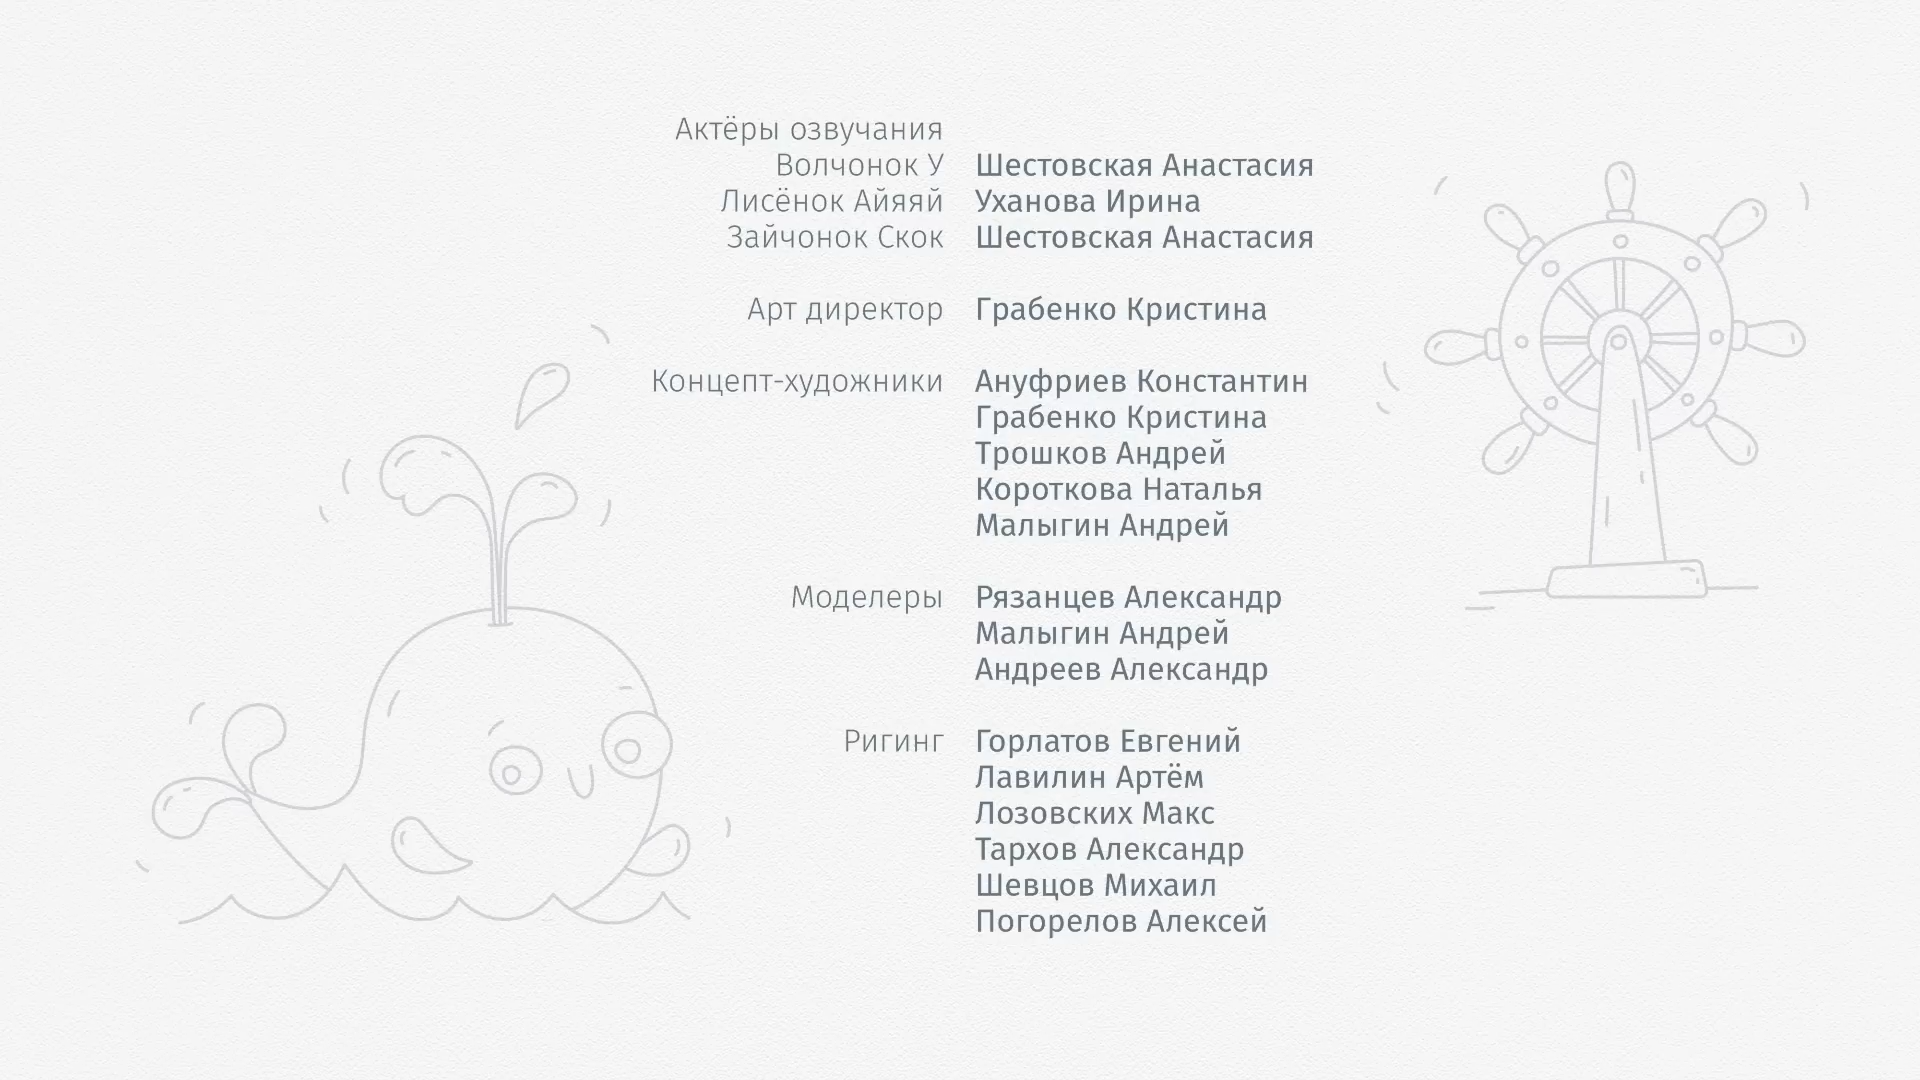 Актёры озвучания
Волчонок У Шестовская Анастасия
Лисёнок Айяяй Уханова Ирина
Зайчонок Скок Шестовская Анастасия
Арт директор Грабенко Кристина
Концепт-художники Ануфриев Константин
Грабенко Кристина
Трошков Андрей
Короткова Наталья
Малыгин Андрей
Моделеры Рязанцев Александр
Малыгин Андрей
Андреев Александр
Ригинг Горлатов Евгений
Лавилин Артём
Лозовских Макс
Тархов Александр
Шевцов Михаил
Погорелов Алексей